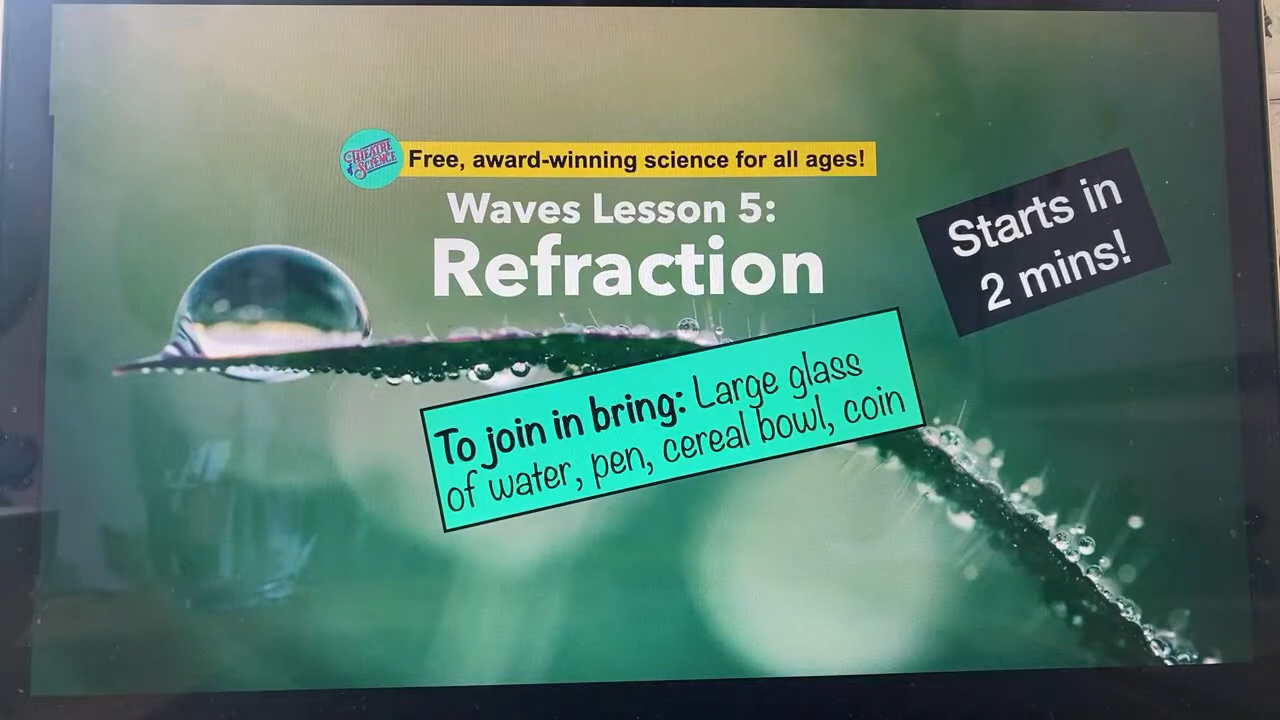 THEATRE
of SCIENCE
Free, award-winning science for all ages!
Waves Lesson 5:
Refraction
Starts in
2 mins!
To join in bring: Large glass
of water, pen, cereal bowl, coin